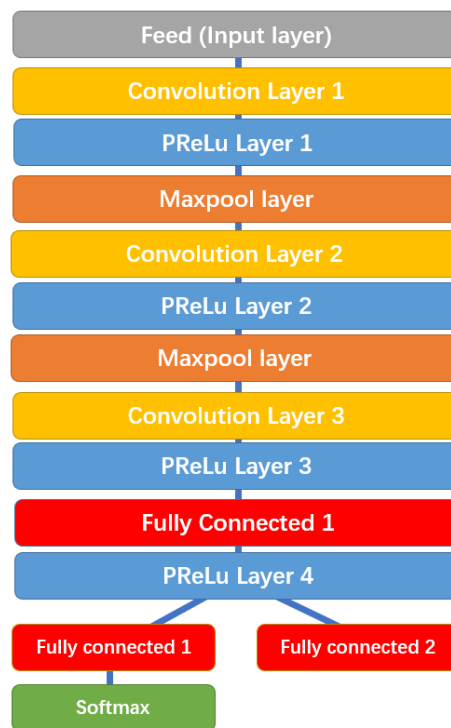 Feed (Input layer)
Convolution Layer 1
PReLu Layer 1
Maxpool layer
Convolution Layer 2
PReLu Layer 2
Maxpool layer
Convolution Layer 3
PReLu Layer 3
Fully Connected 1
PReLu Layer 4
Fully connected 1
Fully connected 2
Softmax